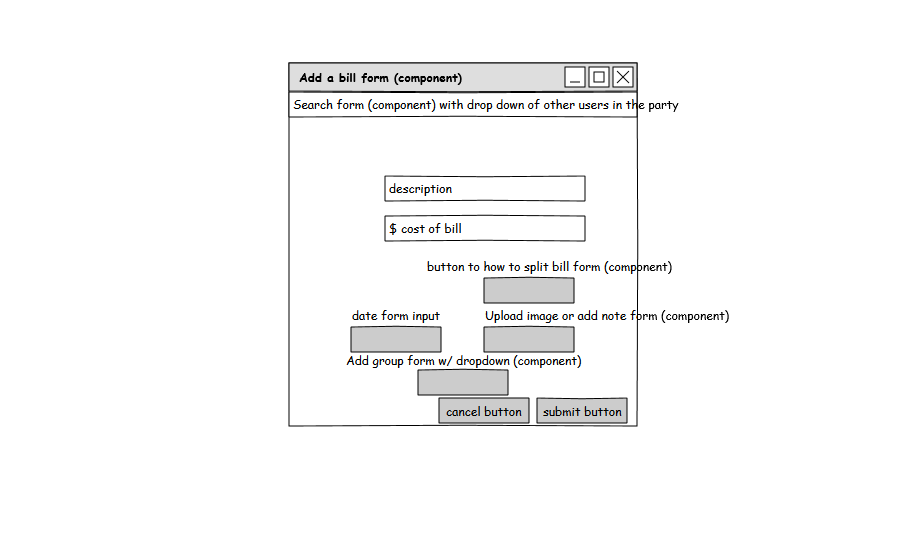 Add a bill form (component)
Search form (component) with drop down of other users in the party
description
$ cost of bill
button to how to split bill form (component)
date form input
Upload image or add note form (component)
Add group form w/ dropdown (component)
cancel button
submit button